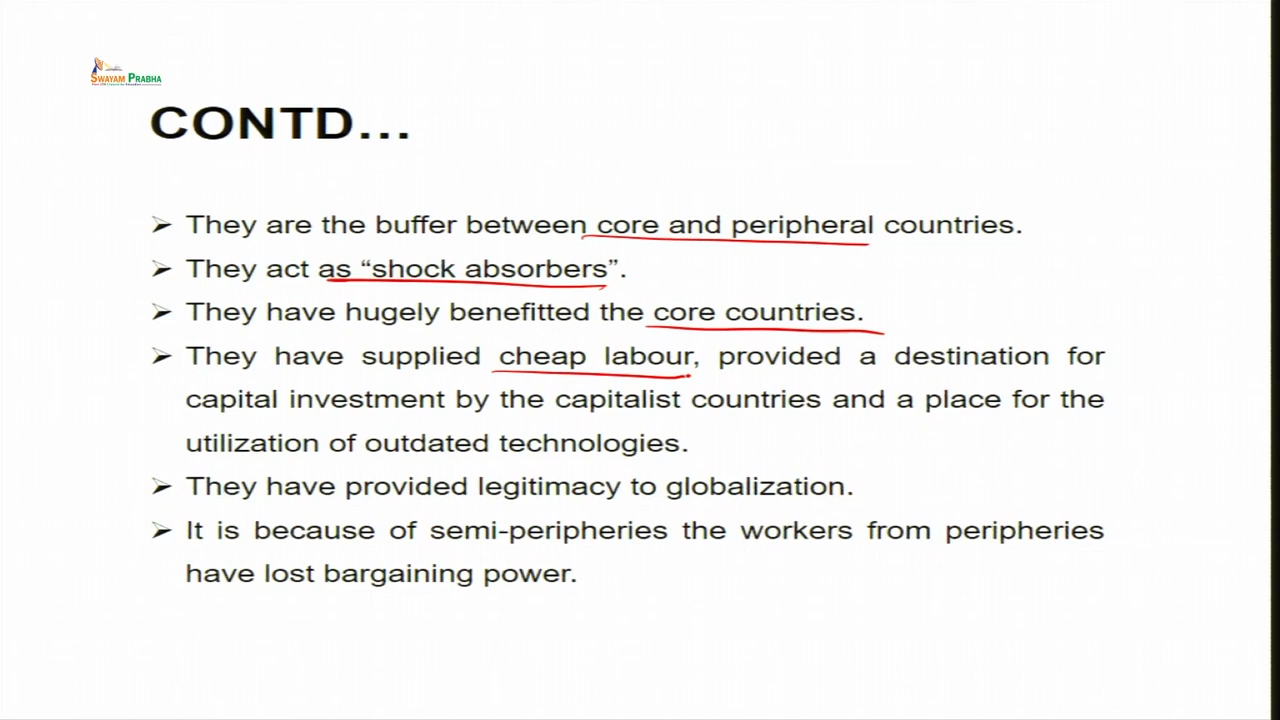 SWAYAM PRABHA
CONTD...
➢ They are the buffer between core and peripheral countries.
➢ They act as “shock absorbers”.
➢ They have hugely benefitted the core countries.
➢ They have supplied cheap labour, provided a destination for
capital investment by the capitalist countries and a place for the
utilization of outdated technologies.
➢ They have provided legitimacy to globalization.
➢ It is because of semi-peripheries the workers from peripheries
have lost bargaining power.